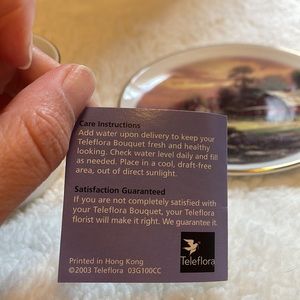 Care Instructions
Add water upon delivery to keep your
Teleflora Bouquet fresh and healthy
looking. Check water level daily and fill
as needed. Place in a cool, draft-free
area, out of direct sunlight.
Satisfaction Guaranteed
If you are not completely satisfied with
your Teleflora Bouquet, your Teleflora
florist will make it right. We guarantee it.
Teleflora
Printed in Hong Kong
©2003 Teleflora 03G100CC